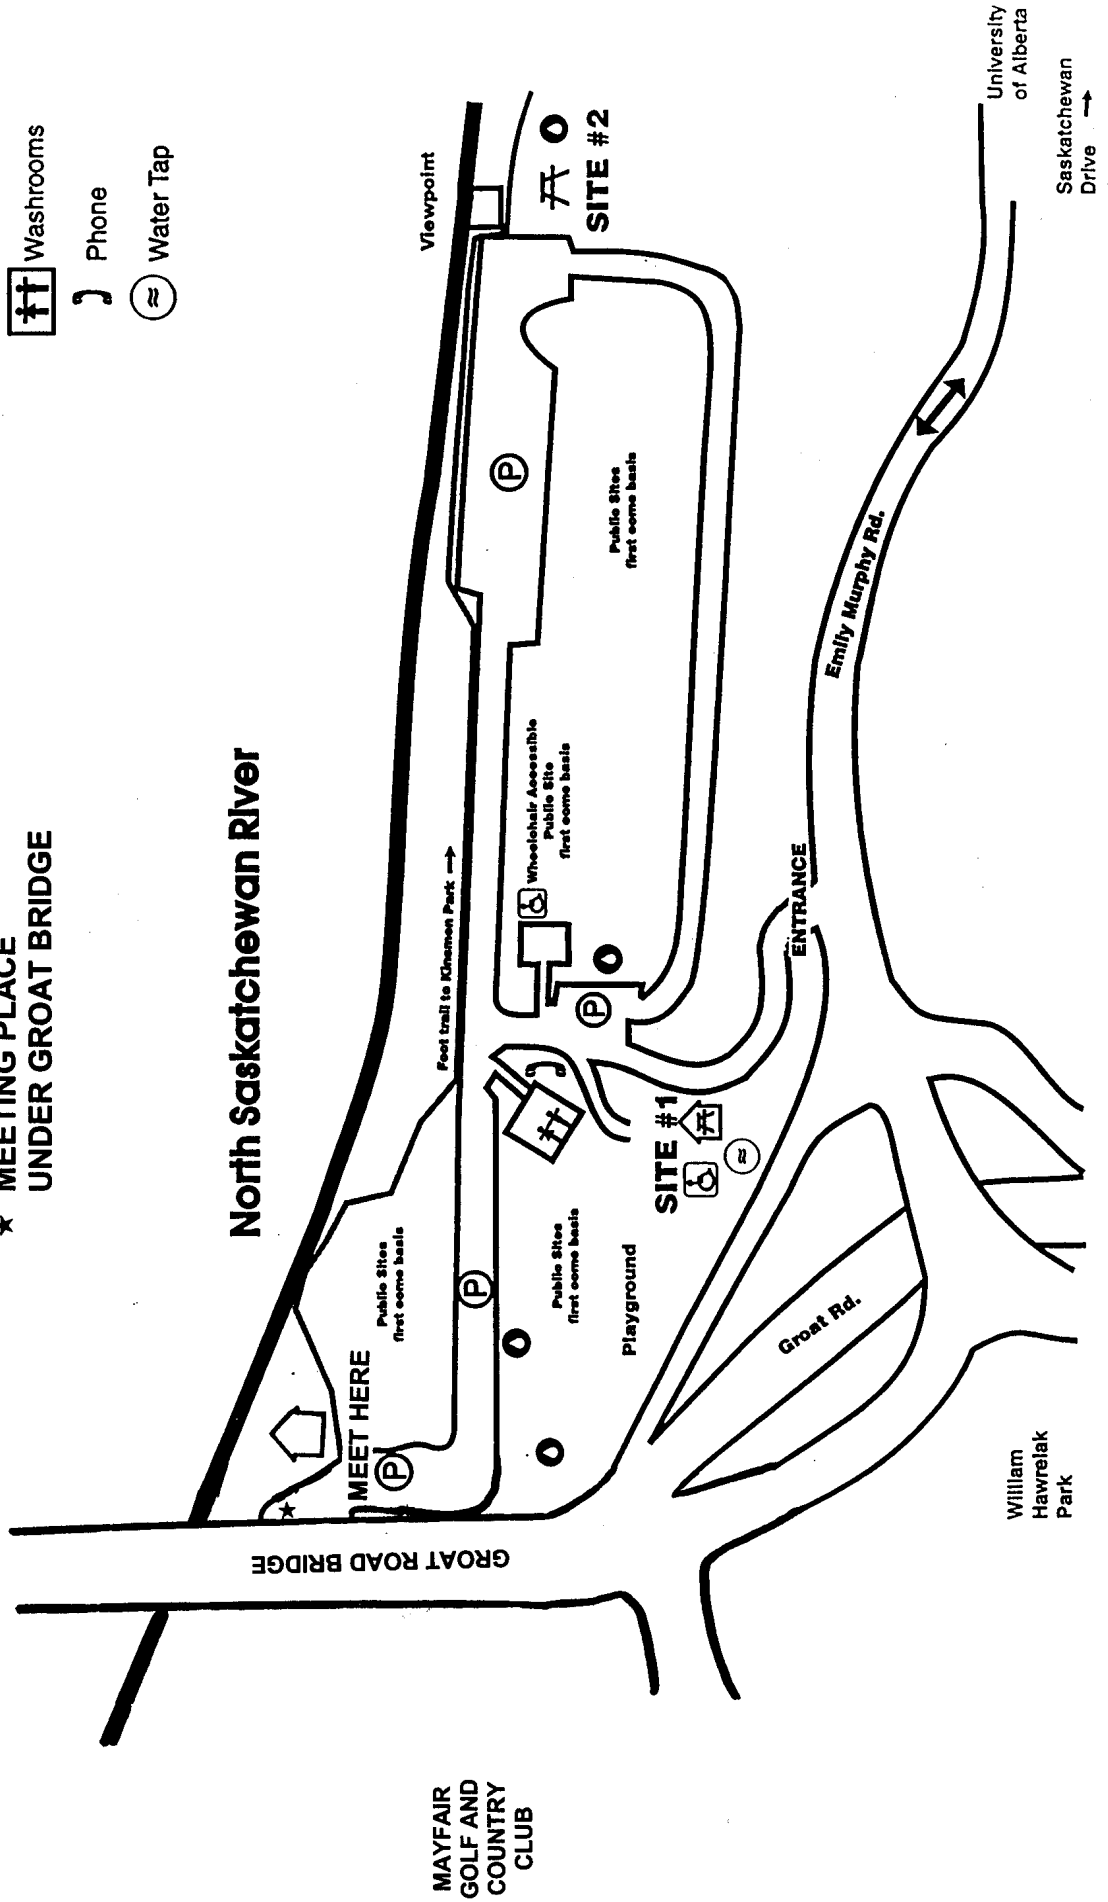 ★ MEETING PLACE
UNDER GROAT BRIDGE
Washrooms
Phone
Water Tap
North Saskatchewan River
Viewpoint
SITE #2
Foot trail to Kinsmen Park →
P
Public Sites
first come basis
Wheelchair Accessible
Public Site
first come basis
P
MEET HERE
P
Public Sites
first come basis
P
Public Sites
first come basis
Playground
SITE #1
ENTRANCE
Emily Murphy Rd.
Groat Rd.
GROAT ROAD BRIDGE
MAYFAIR
GOLF AND
COUNTRY
CLUB
William
Hawrelak
Park
University
of Alberta
Saskatchewan
Drive →